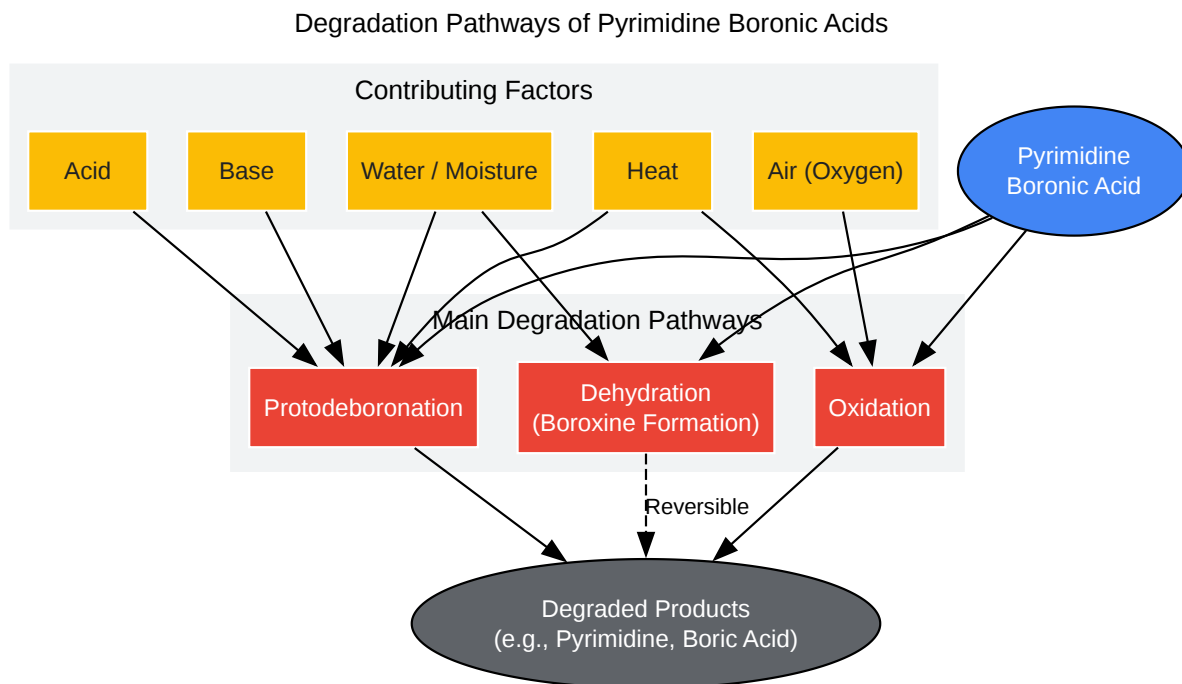 Degradation Pathways of Pyrimidine Boronic Acids
Contributing Factors
Acid
Base
Water / Moisture
Heat
Air (Oxygen)
Pyrimidine
Boronic Acid
Main Degradation Pathways
Protodeboronation
Dehydration
(Boroxine Formation)
Oxidation
Reversible
Degraded Products
(e.g., Pyrimidine, Boric Acid)